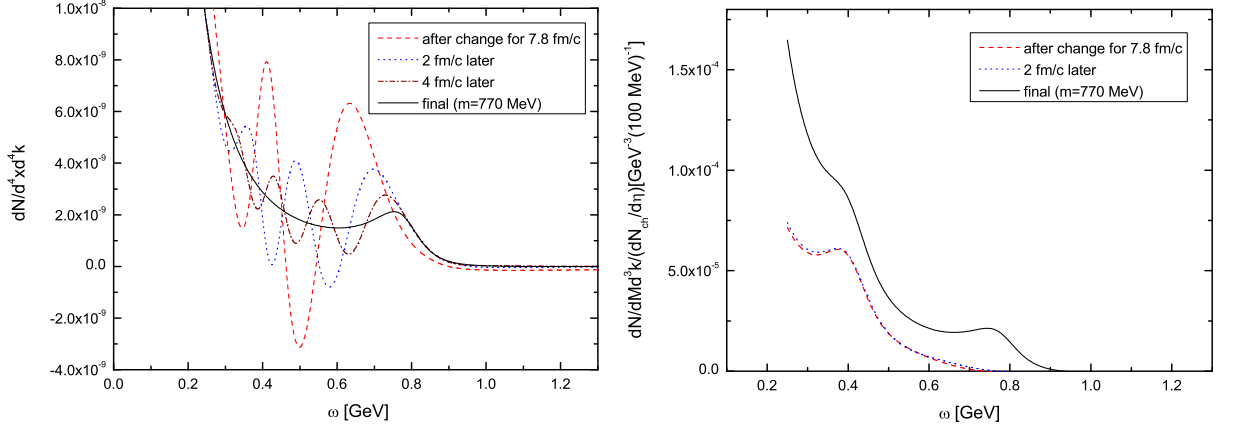 1.0x10⁻⁸
8.0x10⁻⁹
6.0x10⁻⁹
4.0x10⁻⁹
2.0x10⁻⁹
0.0
-2.0x10⁻⁹
-4.0x10⁻⁹
dN/d⁴xd⁴k
0.0 0.2 0.4 0.6 0.8 1.0 1.2
ω [GeV]
after change for 7.8 fm/c
2 fm/c later
4 fm/c later
final (m=770 MeV)
1.5x10⁻⁴
1.0x10⁻⁴
5.0x10⁻⁵
0.0
dN/dMd³k/(dN_ch/dη)[GeV⁻³(100 MeV)⁻¹]
0.2 0.4 0.6 0.8 1.0 1.2
ω [GeV]
after change for 7.8 fm/c
2 fm/c later
final (m=770 MeV)